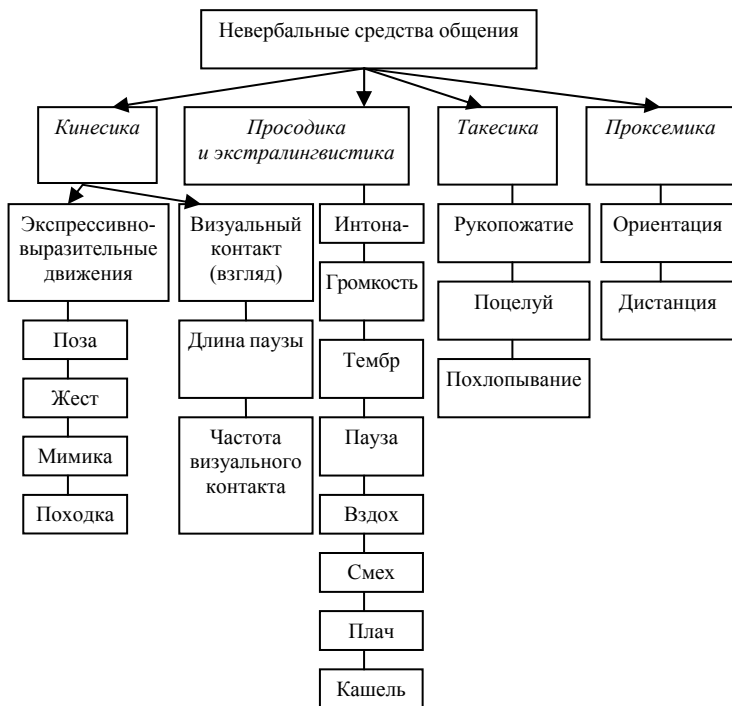 Невербальные средства общения
Кинесика
Просодика
и экстралингвистика
Такесика
Проксемика
Экспрессивно-
выразительные
движения
Визуальный
контакт
(взгляд)
Интона-
Рукопожатие
Ориентация
Громкость
Поцелуй
Дистанция
Поза
Длина паузы
Тембр
Похлопывание
Жест
Мимика
Частота
визуального
контакта
Пауза
Походка
Вздох
Смех
Плач
Кашель